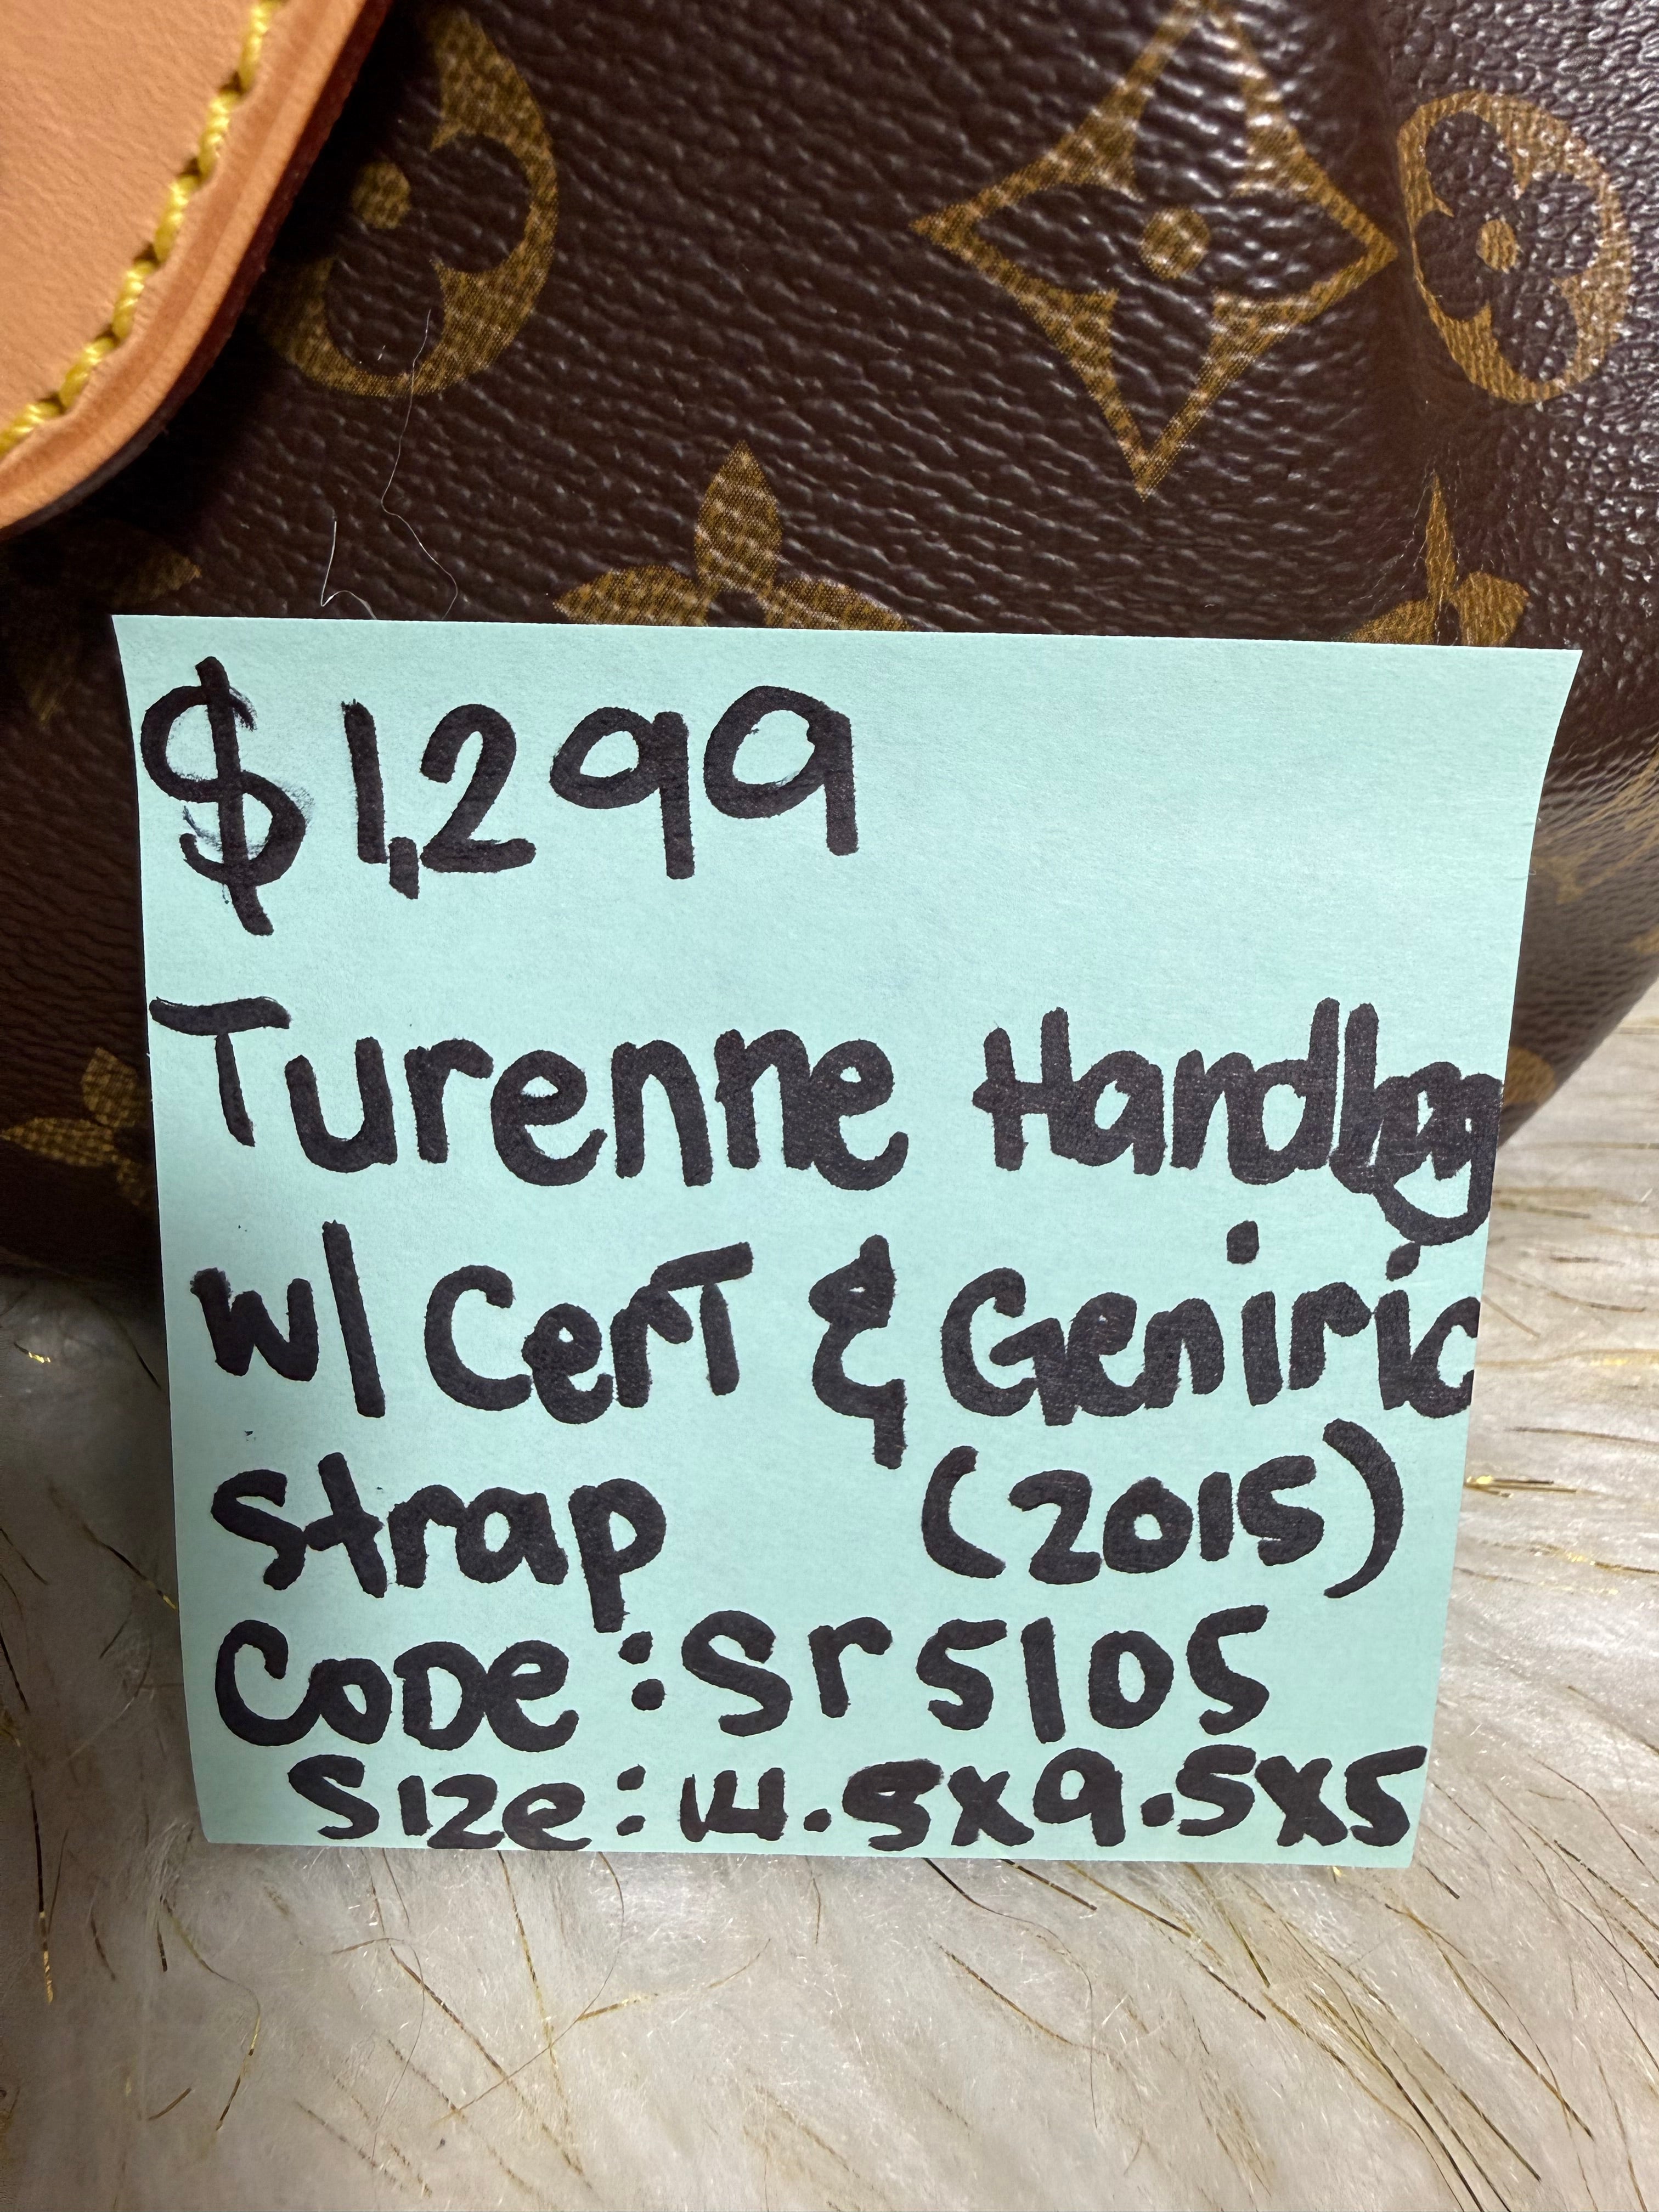 $1,299
Turenne Handbag
w/ Cert & Geniric
Strap (2015)
Code: Sr5105
Size: 14.5x9.5x5